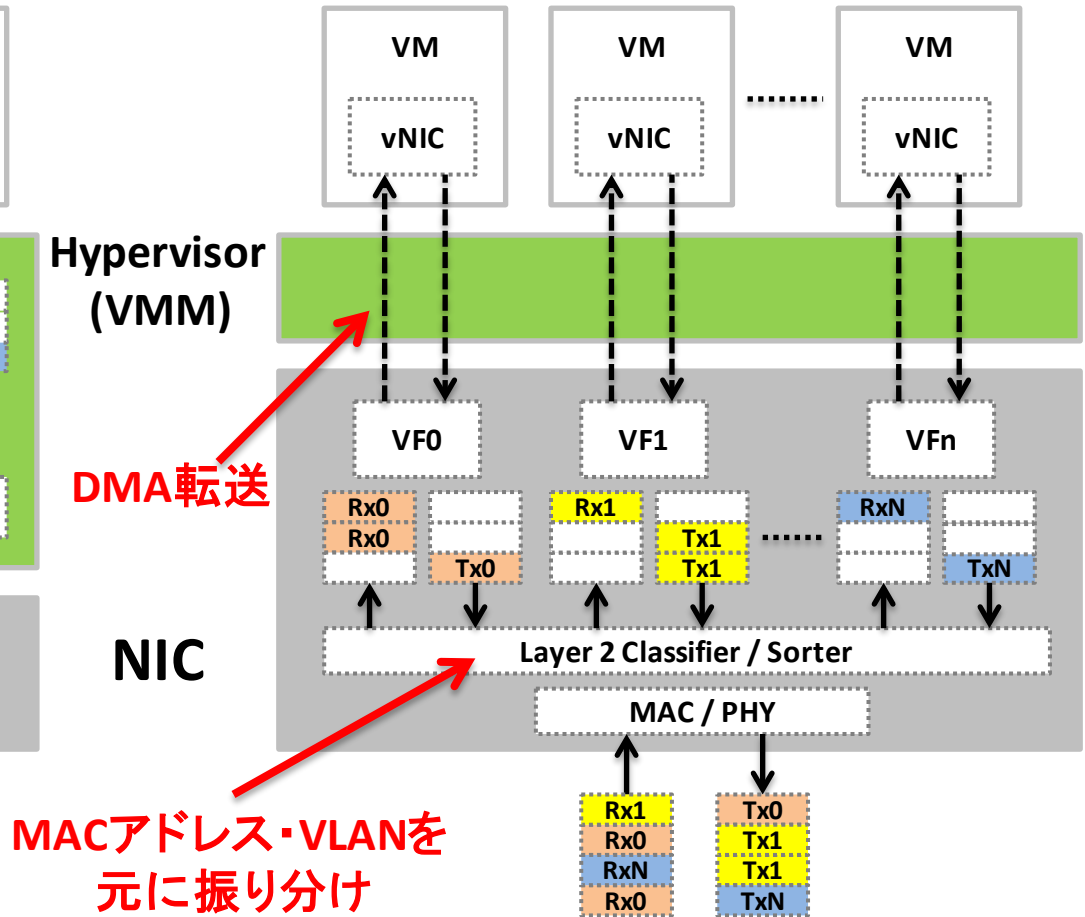 VM
VM
VM
vNIC
vNIC
vNIC
Hypervisor
(VMM)
VF0
VF1
VFn
DMA転送
Rx0
Rx1
RxN
Rx0
Tx1
Tx0
Tx1
TxN
NIC
Layer 2 Classifier / Sorter
MAC / PHY
MACアドレス・VLANを
元に振り分け
Rx1
Tx0
Rx0
Tx1
RxN
Tx1
Rx0
TxN